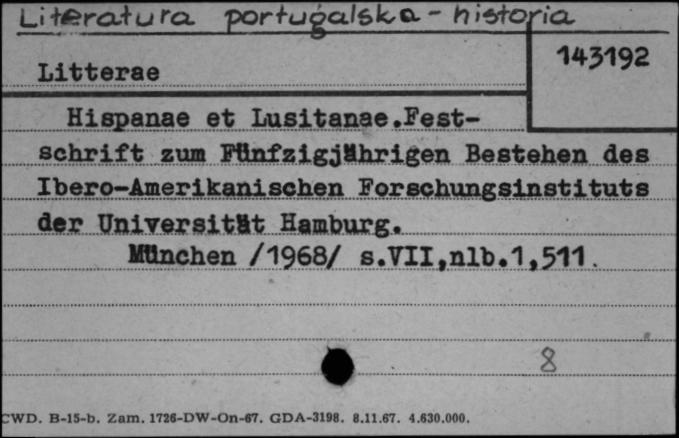 Literatura portugalska - historia
143192
Litterae
Hispanae et Lusitanae.Fest-
schrift zum Fünfzigjährigen Bestehen des
Ibero-Amerikanischen Forschungsinstituts
der Universität Hamburg.
München /1968/ s.VII,nlb.1,511.
8
CWD. B-15-b. Zam. 1726-DW-On-67. GDA-3198. 8.11.67. 4.630.000.